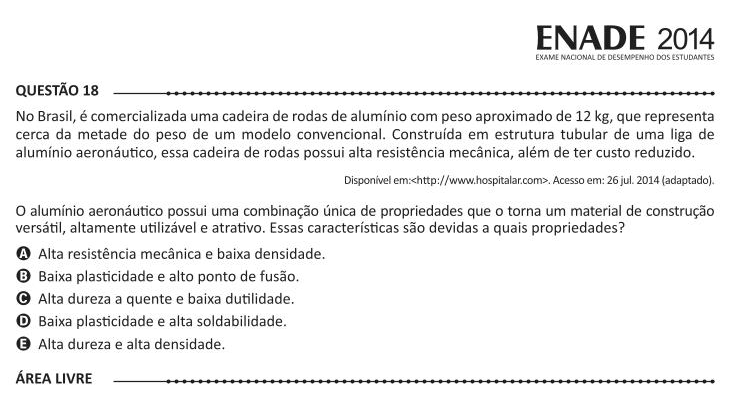 ENADE 2014
EXAME NACIONAL DE DESEMPENHO DOS ESTUDANTES
QUESTÃO 18
No Brasil, é comercializada uma cadeira de rodas de alumínio com peso aproximado de 12 kg, que representa
cerca da metade do peso de um modelo convencional. Construída em estrutura tubular de uma liga de
alumínio aeronáutico, essa cadeira de rodas possui alta resistência mecânica, além de ter custo reduzido.
Disponível em:<http://www.hospitalar.com>. Acesso em: 26 jul. 2014 (adaptado).
O alumínio aeronáutico possui uma combinação única de propriedades que o torna um material de construção
versátil, altamente utilizável e atrativo. Essas características são devidas a quais propriedades?
A Alta resistência mecânica e baixa densidade.
B Baixa plasticidade e alto ponto de fusão.
C Alta dureza a quente e baixa dutilidade.
D Baixa plasticidade e alta soldabilidade.
E Alta dureza e alta densidade.
ÁREA LIVRE